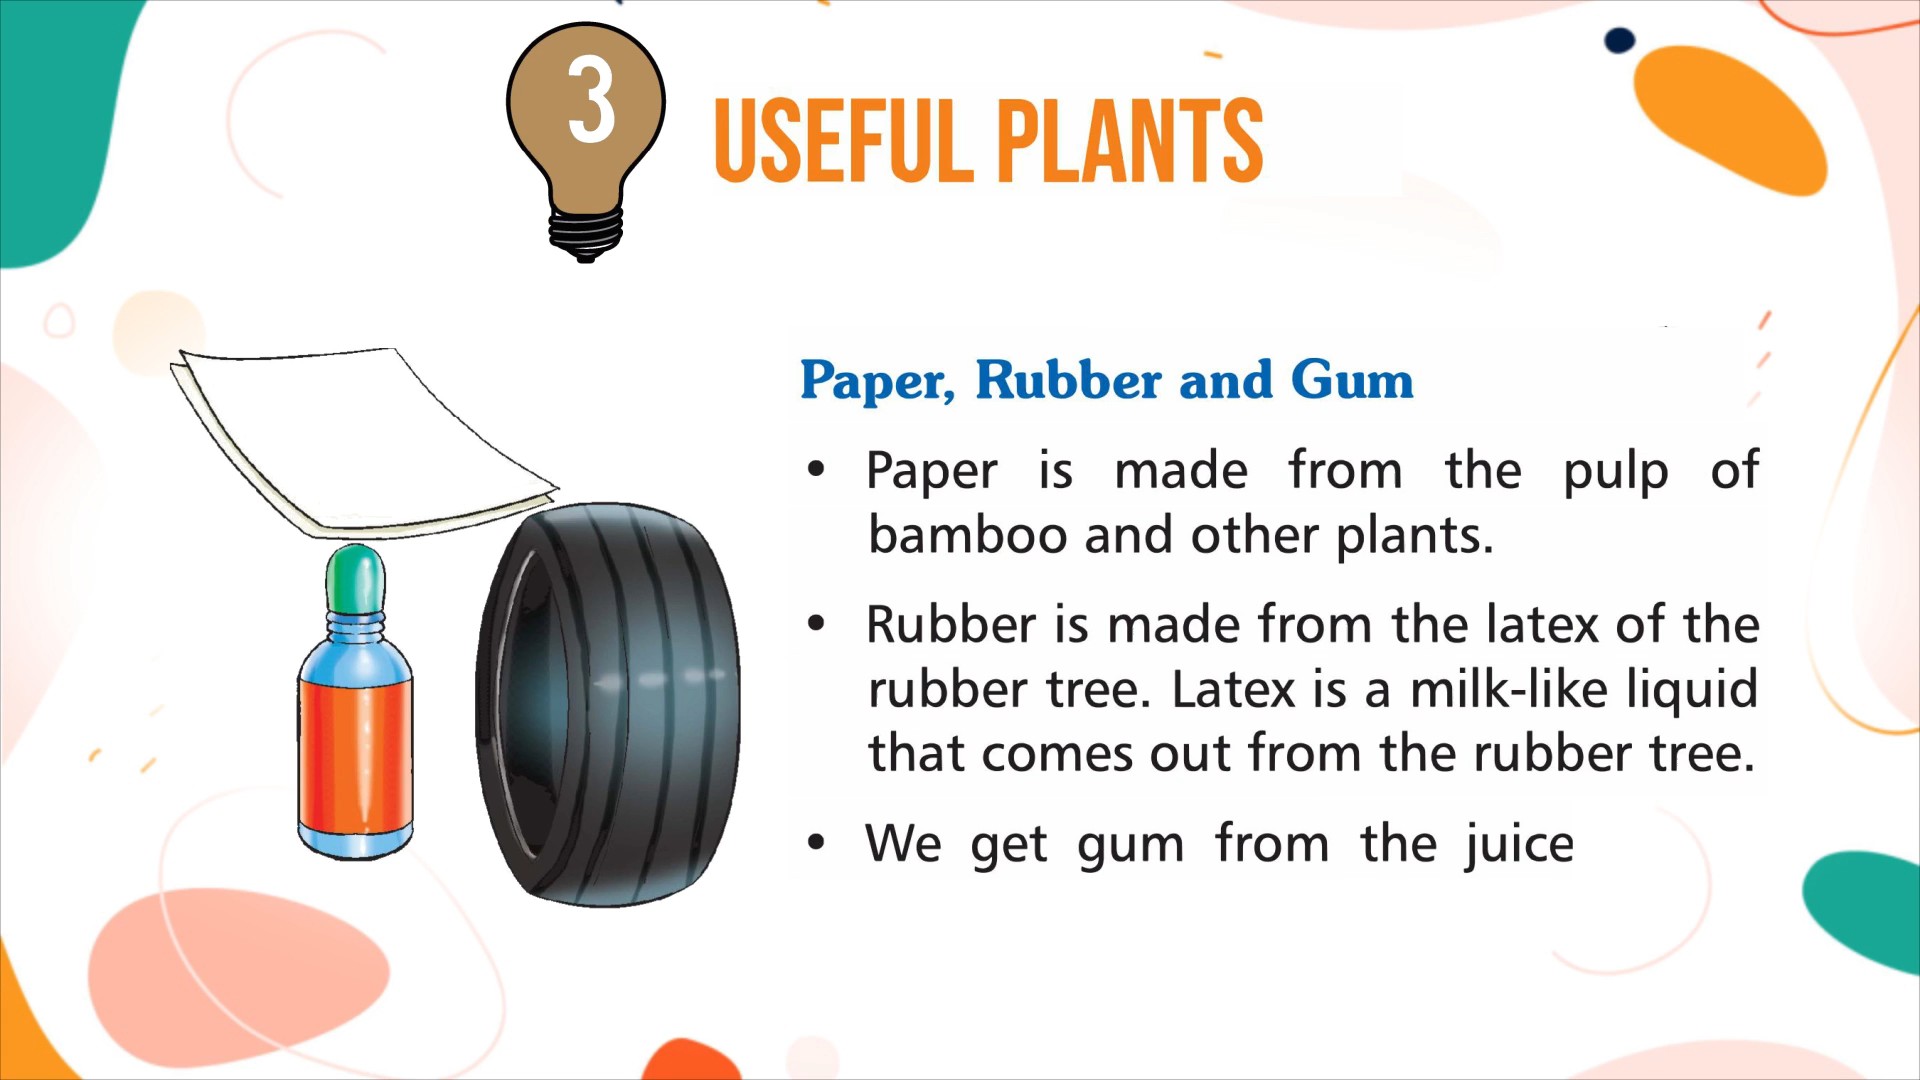 3
USEFUL PLANTS
Paper, Rubber and Gum
• Paper is made from the pulp of
bamboo and other plants.
• Rubber is made from the latex of the
rubber tree. Latex is a milk-like liquid
that comes out from the rubber tree.
• We get gum from the juice